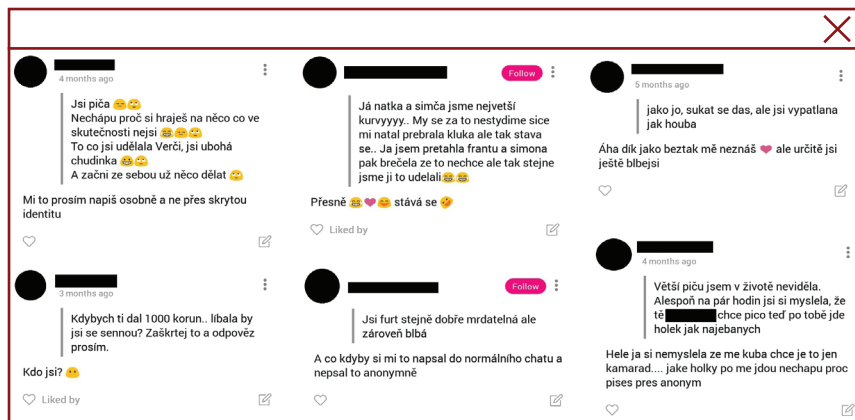 4 months ago
Jsi piča 😁🙄
Nechápu proč si hraješ na něco co ve
skutečnosti nejsi 😂😁🙄
To co jsi udělala Verči, jsi ubohá
chudinka 😂🙄
A začni ze sebou už něco dělat 🙄
Mi to prosím napiš osobně a ne přes skrytou
identitu
3 months ago
Kdybych ti dal 1000 korun.. líbala by
jsi se sennou? Zaškrtej to a odpověz
prosím.
Kdo jsi? 😶
Liked by
Follow
Já natka a simča jsme nejvetší
kurvyyyy.. My se za to nestydime sice
mi natal prebrala kluka ale tak stava
se.. Ja jsem pretahla frantu a simona
pak brečela ze to nechce ale tak stejne
jsme ji to udelali😂😂
Přesně 😂💗😊 stává se 🤣
Liked by
Follow
Jsi furt stejně dobře mrdatelná ale
zároveň blbá
A co kdyby si mi to napsal do normálního chatu a
nepsal to anonymně
5 months ago
jako jo, sukat se das, ale jsi vypatlana
jak houba
Áha dík jako beztak mě neznáš 💗 ale určitě jsi
ještě blbejsi
4 months ago
Větší piču jsem v životě neviděla.
Alespoň na pár hodin jsi si myslela, že
tě chce pico teď po tobě jde
holek jak najebanych
Hele ja si nemyslela ze me kuba chce je to jen
kamarad.... jake holky po me jdou nechapu proc
pises pres anonym